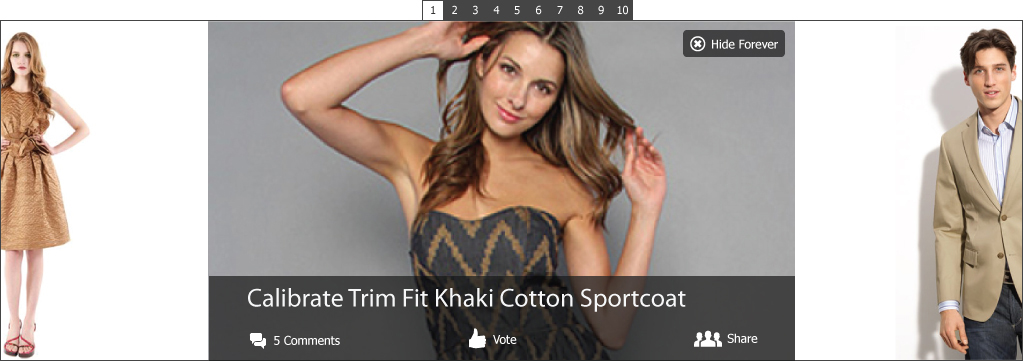 1 2 3 4 5 6 7 8 9 10
Hide Forever
Calibrate Trim Fit Khaki Cotton Sportcoat
5 Comments Vote Share